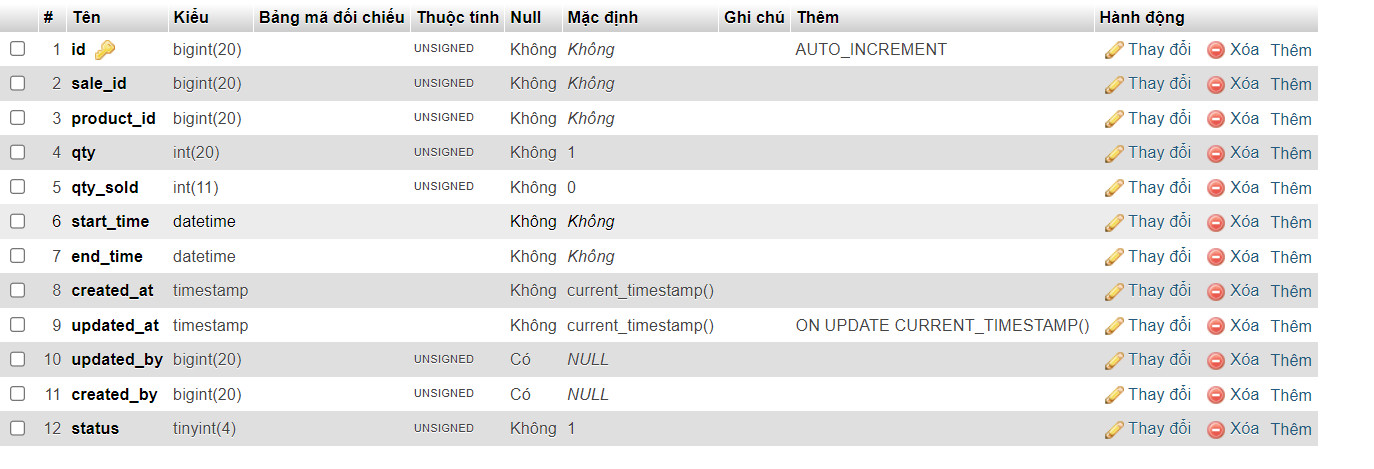 # Tên Kiểu Bảng mã đối chiếu Thuộc tính Null Mặc định Ghi chú Thêm Hành động
1 id bigint(20) UNSIGNED Không Không AUTO_INCREMENT Thay đổi Xóa Thêm
2 sale_id bigint(20) UNSIGNED Không Không Thay đổi Xóa Thêm
3 product_id bigint(20) UNSIGNED Không Không Thay đổi Xóa Thêm
4 qty int(20) UNSIGNED Không 1 Thay đổi Xóa Thêm
5 qty_sold int(11) UNSIGNED Không 0 Thay đổi Xóa Thêm
6 start_time datetime Không Không Thay đổi Xóa Thêm
7 end_time datetime Không Không Thay đổi Xóa Thêm
8 created_at timestamp Không current_timestamp() Thay đổi Xóa Thêm
9 updated_at timestamp Không current_timestamp() ON UPDATE CURRENT_TIMESTAMP() Thay đổi Xóa Thêm
10 updated_by bigint(20) UNSIGNED Có NULL Thay đổi Xóa Thêm
11 created_by bigint(20) UNSIGNED Có NULL Thay đổi Xóa Thêm
12 status tinyint(4) UNSIGNED Không 1 Thay đổi Xóa Thêm